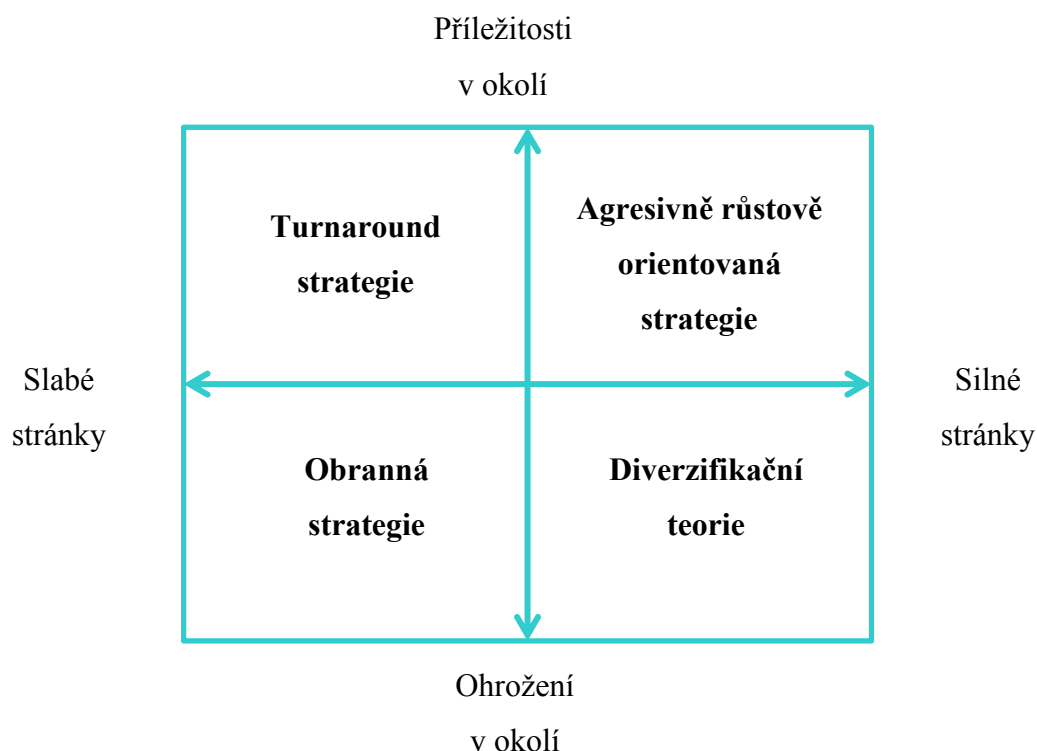 Příležitosti
v okolí
Turnaround
strategie
Agresivně růstově
orientovaná
strategie
Slabé
stránky
Silné
stránky
Obranná
strategie
Diverzifikační
teorie
Ohrožení
v okolí